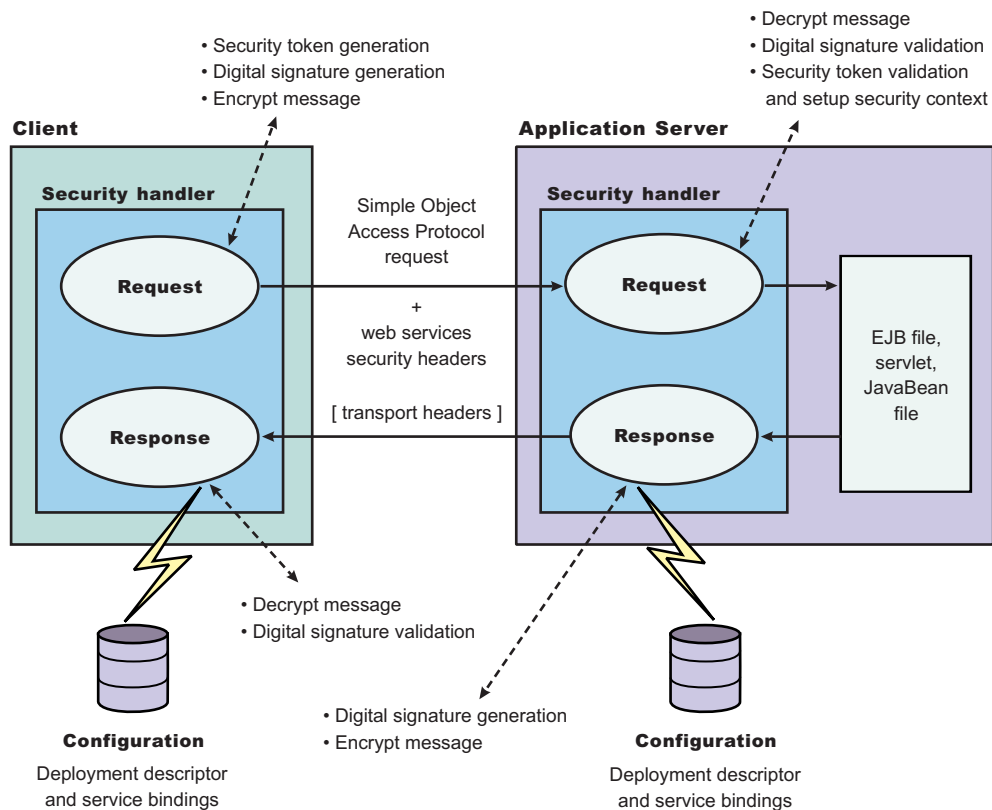 • Security token generation
• Digital signature generation
• Encrypt message
• Decrypt message
• Digital signature validation
• Security token validation
and setup security context
Client
Application Server
Security handler
Security handler
Request
Simple Object
Access Protocol
request
+
web services
security headers
[ transport headers ]
Request
EJB file,
servlet,
JavaBean
file
Response
Response
• Decrypt message
• Digital signature validation
• Digital signature generation
• Encrypt message
Configuration
Deployment descriptor
and service bindings
Configuration
Deployment descriptor
and service bindings